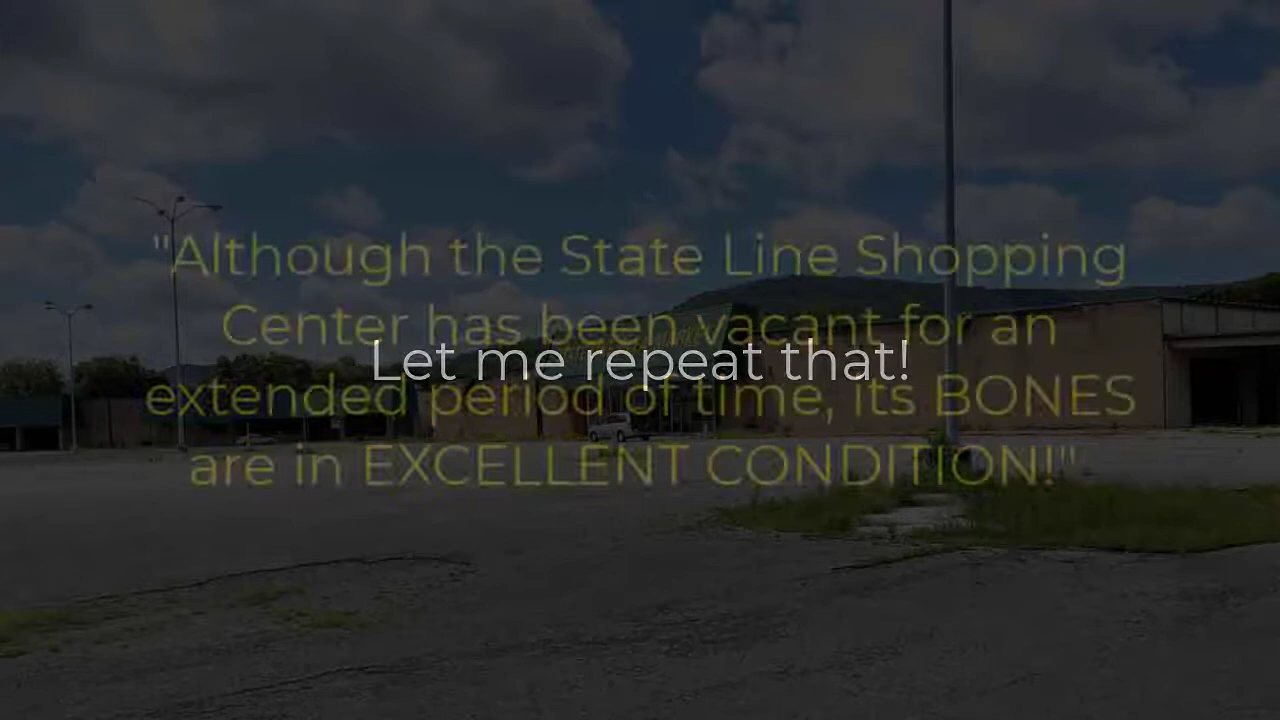 "Although the State Line Shopping
Center has been vacant for an
Let me repeat that!
extended period of time, its BONES
are in EXCELLENT CONDITION!"